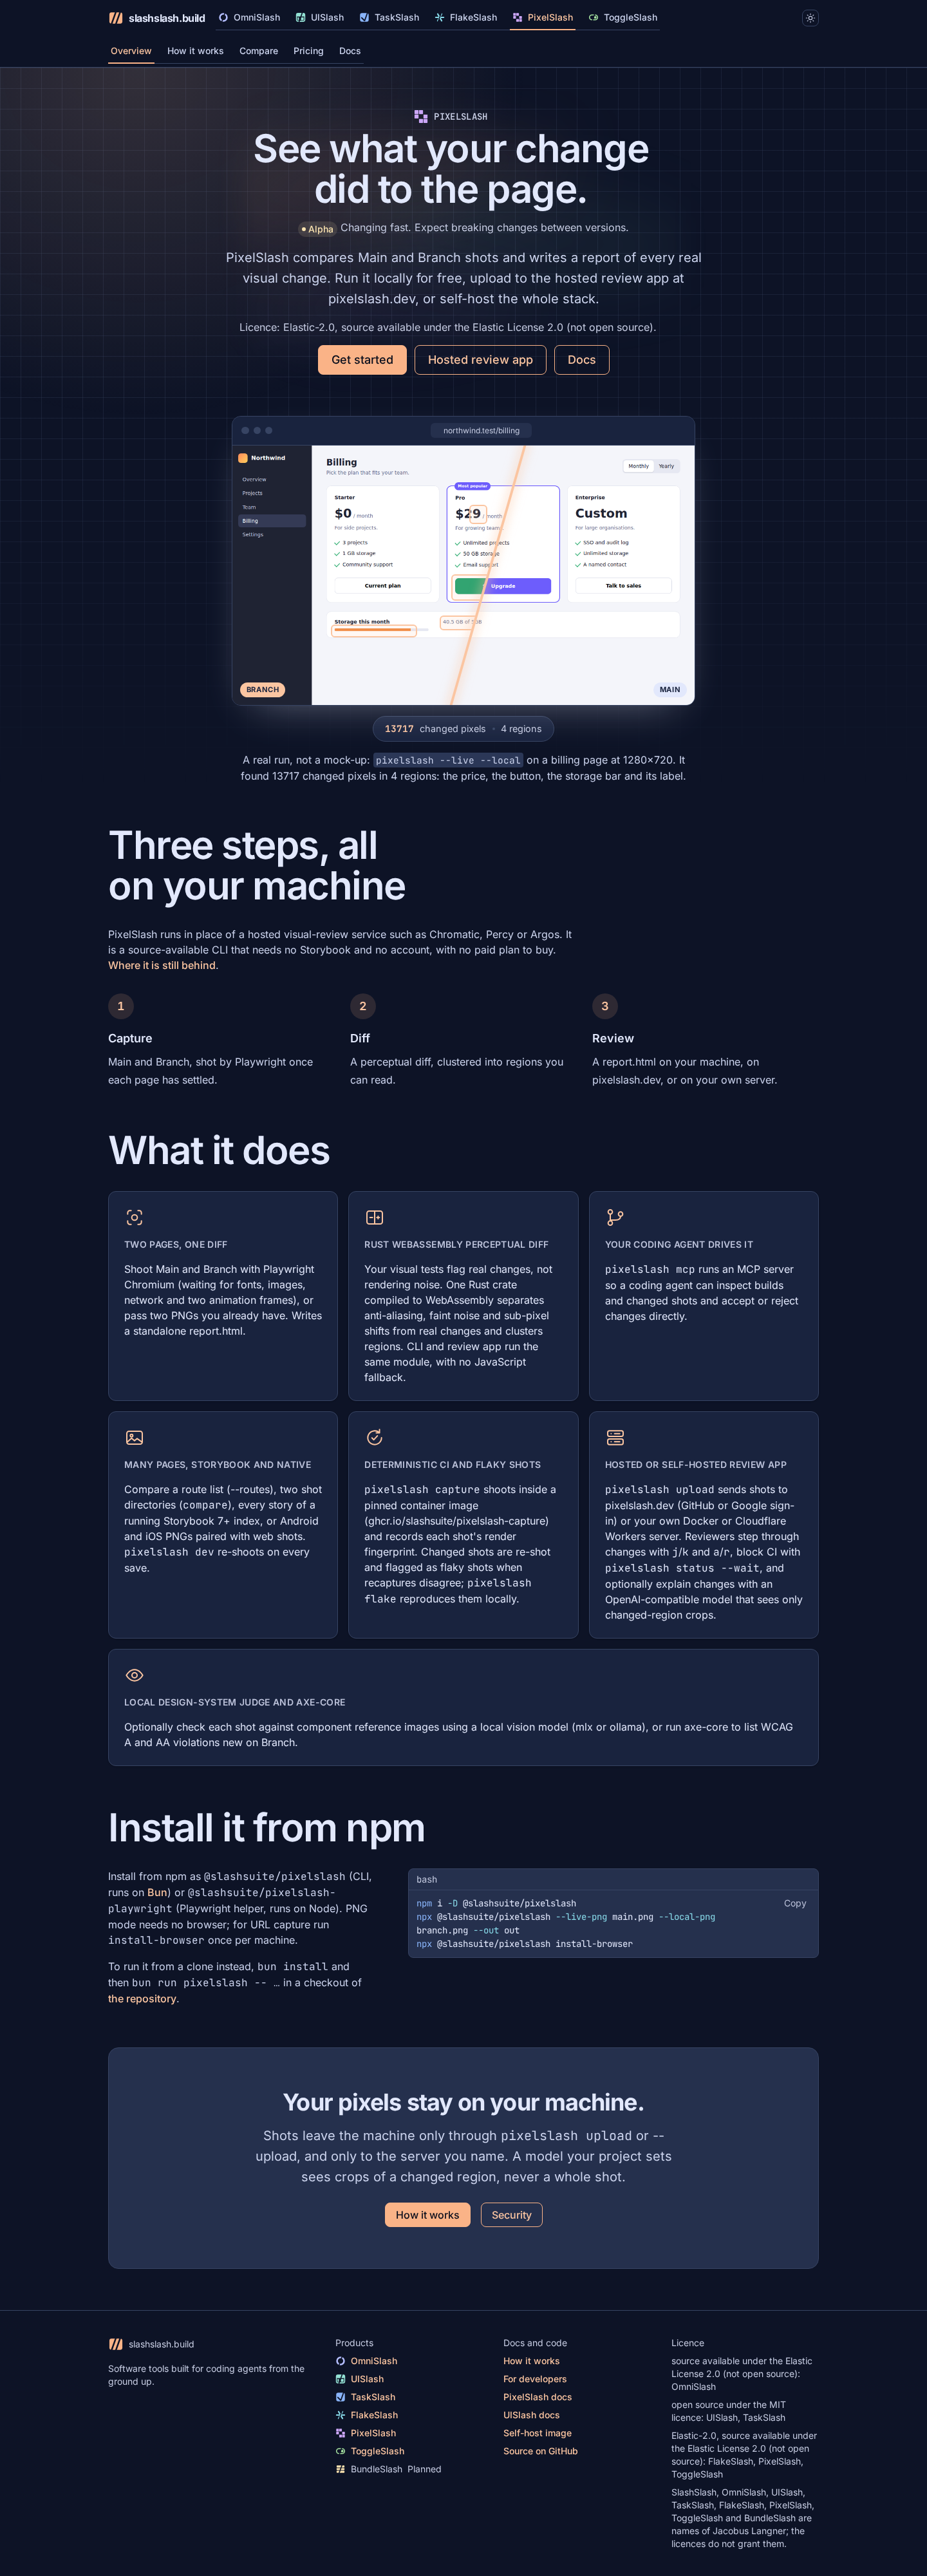 slashslash.build OmniSlash UISlash TaskSlash FlakeSlash PixelSlash ToggleSlash
Overview How it works Compare Pricing Docs
PIXELSLASH
See what your change
did to the page.
Alpha Changing fast. Expect breaking changes between versions.
PixelSlash compares Main and Branch shots and writes a report of every real
visual change. Run it locally for free, upload to the hosted review app at
pixelslash.dev, or self-host the whole stack.
Licence: Elastic-2.0, source available under the Elastic License 2.0 (not open source).
Get started Hosted review app Docs
northwind.test/billing
Northwind
Overview
Projects
Team
Billing
Settings
Billing
Pick the plan that fits your team.
Monthly Yearly
Most popular
Starter
$0 / month
For side projects.
3 projects
1 GB storage
Community support
Current plan
Pro
$29 / month
For growing teams.
Unlimited projects
50 GB storage
Email support
Upgrade
Enterprise
Custom
For large organisations.
SSO and audit log
Unlimited storage
A named contact
Talk to sales
Storage this month
40.5 GB of
BRANCH MAIN
13717 changed pixels · 4 regions
A real run, not a mock-up: pixelslash --live --local on a billing page at 1280×720. It
found 13717 changed pixels in 4 regions: the price, the button, the storage bar and its label.
Three steps, all
on your machine
PixelSlash runs in place of a hosted visual-review service such as Chromatic, Percy or Argos. It
is a source-available CLI that needs no Storybook and no account, with no paid plan to buy.
Where it is still behind.
1
Capture
Main and Branch, shot by Playwright once
each page has settled.
2
Diff
A perceptual diff, clustered into regions you
can read.
3
Review
A report.html on your machine, on
pixelslash.dev, or on your own server.
What it does
TWO PAGES, ONE DIFF
Shoot Main and Branch with Playwright
Chromium (waiting for fonts, images,
network and two animation frames), or
pass two PNGs you already have. Writes
a standalone report.html.
RUST WEBASSEMBLY PERCEPTUAL DIFF
Your visual tests flag real changes, not
rendering noise. One Rust crate
compiled to WebAssembly separates
anti-aliasing, faint noise and sub-pixel
shifts from real changes and clusters
regions. CLI and review app run the
same module, with no JavaScript
fallback.
YOUR CODING AGENT DRIVES IT
pixelslash mcp runs an MCP server
so a coding agent can inspect builds
and changed shots and accept or reject
changes directly.
MANY PAGES, STORYBOOK AND NATIVE
Compare a route list (--routes), two shot
directories (compare), every story of a
running Storybook 7+ index, or Android
and iOS PNGs paired with web shots.
pixelslash dev re-shoots on every
save.
DETERMINISTIC CI AND FLAKY SHOTS
pixelslash capture shoots inside a
pinned container image
(ghcr.io/slashsuite/pixelslash-capture)
and records each shot's render
fingerprint. Changed shots are re-shot
and flagged as flaky shots when
recaptures disagree; pixelslash
flake reproduces them locally.
HOSTED OR SELF-HOSTED REVIEW APP
pixelslash upload sends shots to
pixelslash.dev (GitHub or Google sign-
in) or your own Docker or Cloudflare
Workers server. Reviewers step through
changes with j/k and a/r, block CI with
pixelslash status --wait, and
optionally explain changes with an
OpenAI-compatible model that sees only
changed-region crops.
LOCAL DESIGN-SYSTEM JUDGE AND AXE-CORE
Optionally check each shot against component reference images using a local vision model (mlx or ollama), or run axe-core to list WCAG
A and AA violations new on Branch.
Install it from npm
Install from npm as @slashsuite/pixelslash (CLI,
runs on Bun) or @slashsuite/pixelslash-
playwright (Playwright helper, runs on Node). PNG
mode needs no browser; for URL capture run
install-browser once per machine.
To run it from a clone instead, bun install and
then bun run pixelslash -- … in a checkout of
the repository.
bash
Copy
npm i -D @slashsuite/pixelslash
npx @slashsuite/pixelslash --live-png main.png --local-png
branch.png --out out
npx @slashsuite/pixelslash install-browser
Your pixels stay on your machine.
Shots leave the machine only through pixelslash upload or --
upload, and only to the server you name. A model your project sets
sees crops of a changed region, never a whole shot.
How it works Security
slashslash.build
Software tools built for coding agents from the
ground up.
Products
OmniSlash
UISlash
TaskSlash
FlakeSlash
PixelSlash
ToggleSlash
BundleSlash Planned
Docs and code
How it works
For developers
PixelSlash docs
UISlash docs
Self-host image
Source on GitHub
Licence
source available under the Elastic
License 2.0 (not open source):
OmniSlash
open source under the MIT
licence: UISlash, TaskSlash
Elastic-2.0, source available under
the Elastic License 2.0 (not open
source): FlakeSlash, PixelSlash,
ToggleSlash
SlashSlash, OmniSlash, UISlash,
TaskSlash, FlakeSlash, PixelSlash,
ToggleSlash and BundleSlash are
names of Jacobus Langner; the
licences do not grant them.